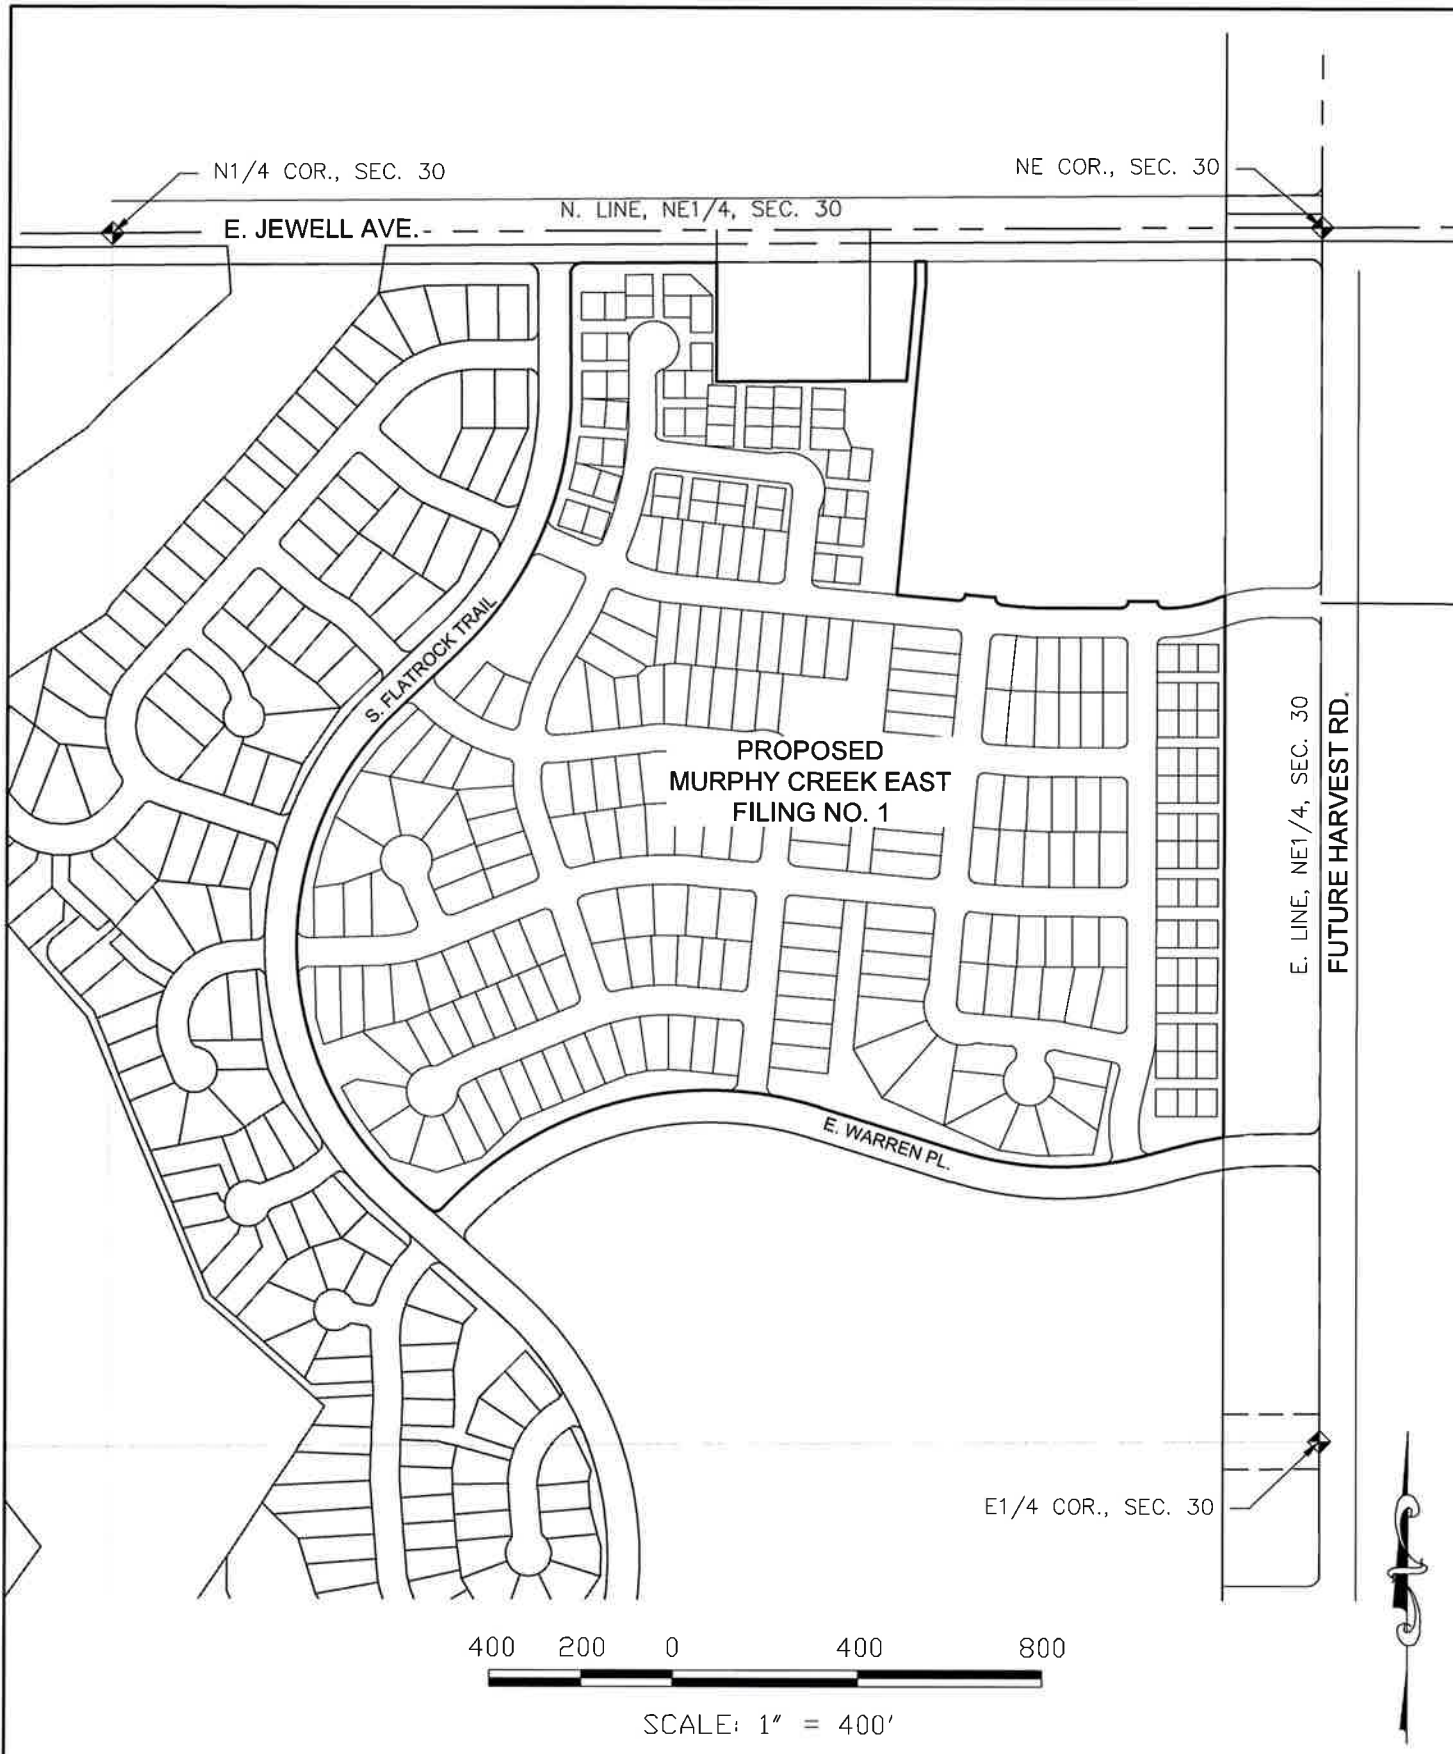 N1/4 COR., SEC. 30
NE COR., SEC. 30
N. LINE, NE1/4, SEC. 30
E. JEWELL AVE.
S. FLATROCK TRAIL
PROPOSED
MURPHY CREEK EAST
FILING NO. 1
E. LINE, NE1/4, SEC. 30
FUTURE HARVEST RD.
E. WARREN PL.
E1/4 COR., SEC. 30
400 200 0 400 800
SCALE: 1" = 400'